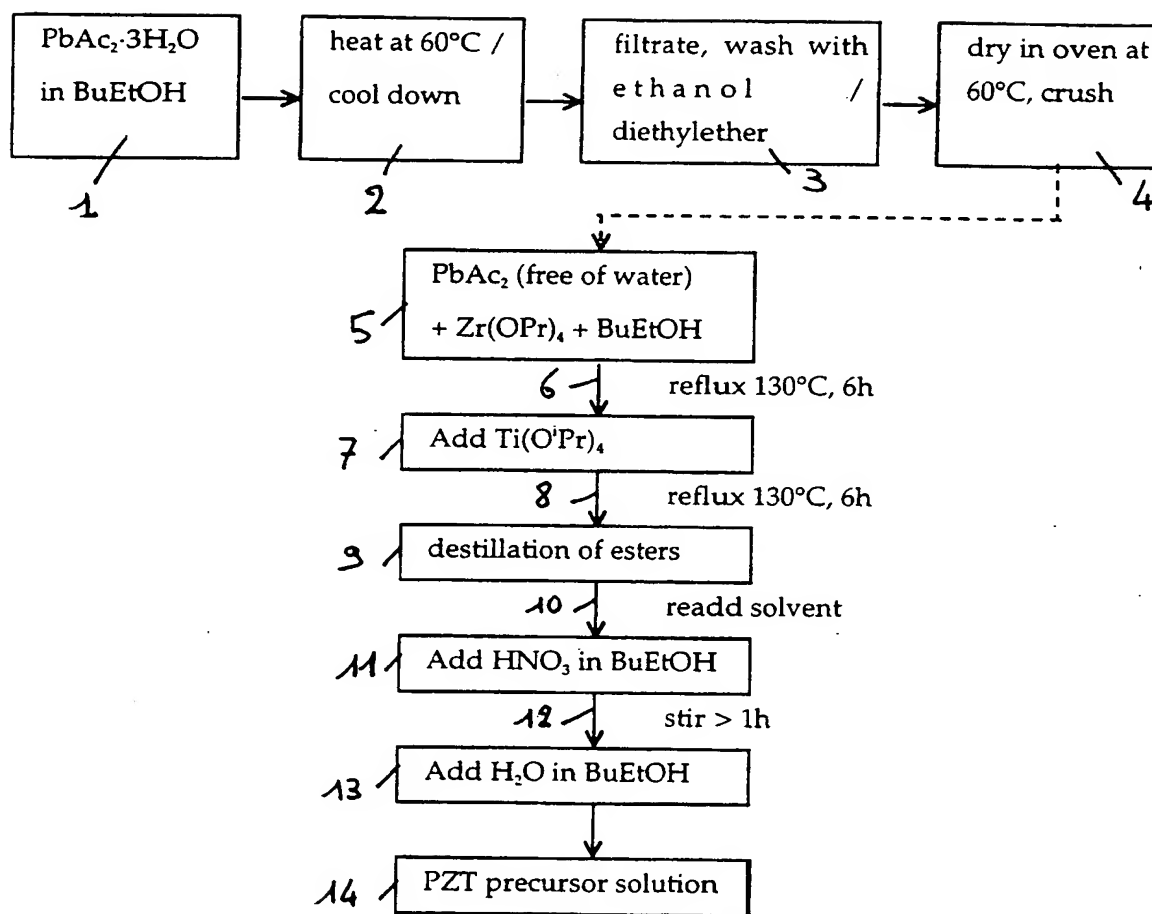 PbAc₂·3H₂O
in BuEtOH
heat at 60°C /
cool down
filtrate, wash with
ethanol /
diethylether
dry in oven at
60°C, crush
1
2
3
4
PbAc₂ (free of water)
+ Zr(OPr)₄ + BuEtOH
5
6 reflux 130°C, 6h
7 Add Ti(OⁱPr)₄
8 reflux 130°C, 6h
9 destillation of esters
10 readd solvent
11 Add HNO₃ in BuEtOH
12 stir > 1h
13 Add H₂O in BuEtOH
14 PZT precursor solution